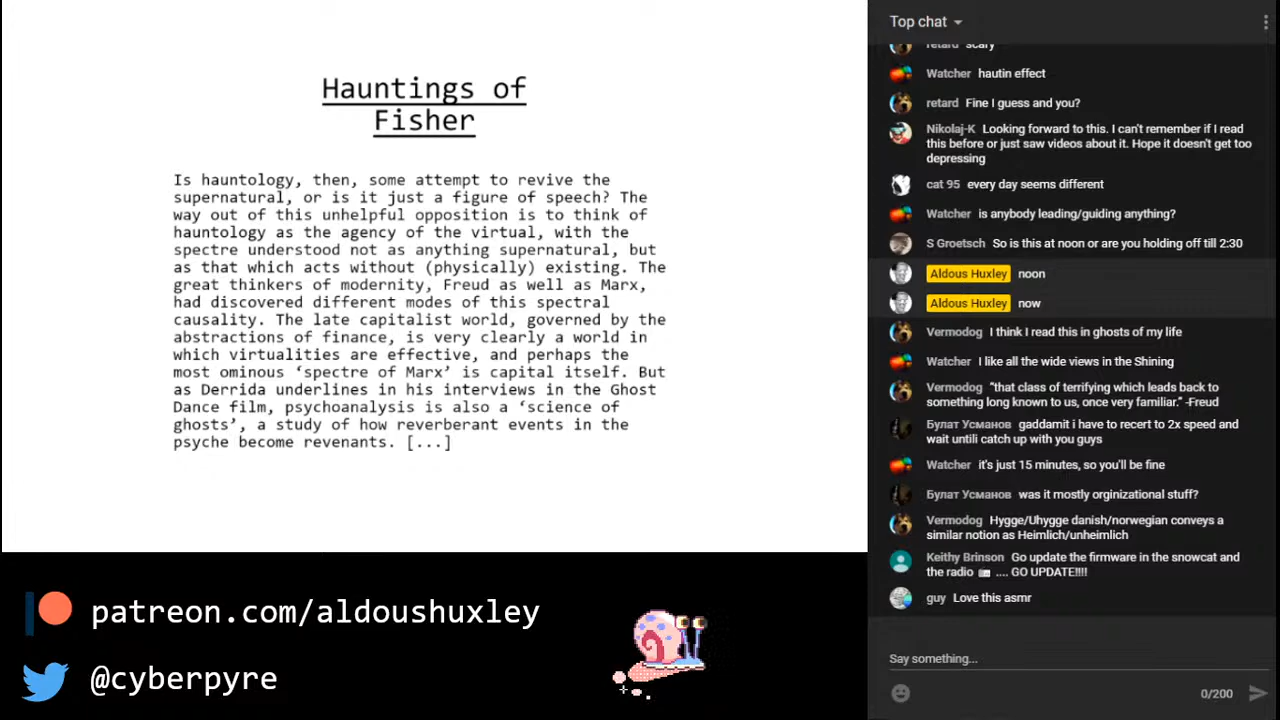 Hauntings of
Fisher
Is hauntology, then, some attempt to revive the
supernatural, or is it just a figure of speech? The
way out of this unhelpful opposition is to think of
hauntology as the agency of the virtual, with the
spectre understood not as anything supernatural, but
as that which acts without (physically) existing. The
great thinkers of modernity, Freud as well as Marx,
had discovered different modes of this spectral
causality. The late capitalist world, governed by the
abstractions of finance, is very clearly a world in
which virtualities are effective, and perhaps the
most ominous ‘spectre of Marx’ is capital itself. But
as Derrida underlines in his interviews in the Ghost
Dance film, psychoanalysis is also a ‘science of
ghosts’, a study of how reverberant events in the
psyche become revenants. [...]
patreon.com/aldoushuxley
@cyberpyre
Top chat
retard scary
Watcher hautin effect
retard Fine I guess and you?
Nikolaj-K Looking forward to this. I can't remember if I read
this before or just saw videos about it. Hope it doesn't get too
depressing
cat 95 every day seems different
Watcher is anybody leading/guiding anything?
S Groetsch So is this at noon or are you holding off till 2:30
Aldous Huxley noon
Aldous Huxley now
Vermodog I think I read this in ghosts of my life
Watcher I like all the wide views in the Shining
Vermodog “that class of terrifying which leads back to
something long known to us, once very familiar.” -Freud
Булат Усманов gaddamit i have to recert to 2x speed and
wait untili catch up with you guys
Watcher it's just 15 minutes, so you'll be fine
Булат Усманов was it mostly orginizational stuff?
Vermodog Hygge/Uhygge danish/norwegian conveys a
similar notion as Heimlich/unheimlich
Keithy Brinson Go update the firmware in the snowcat and
the radio 📻 .... GO UPDATE!!!!
guy Love this asmr
Say something...
0/200